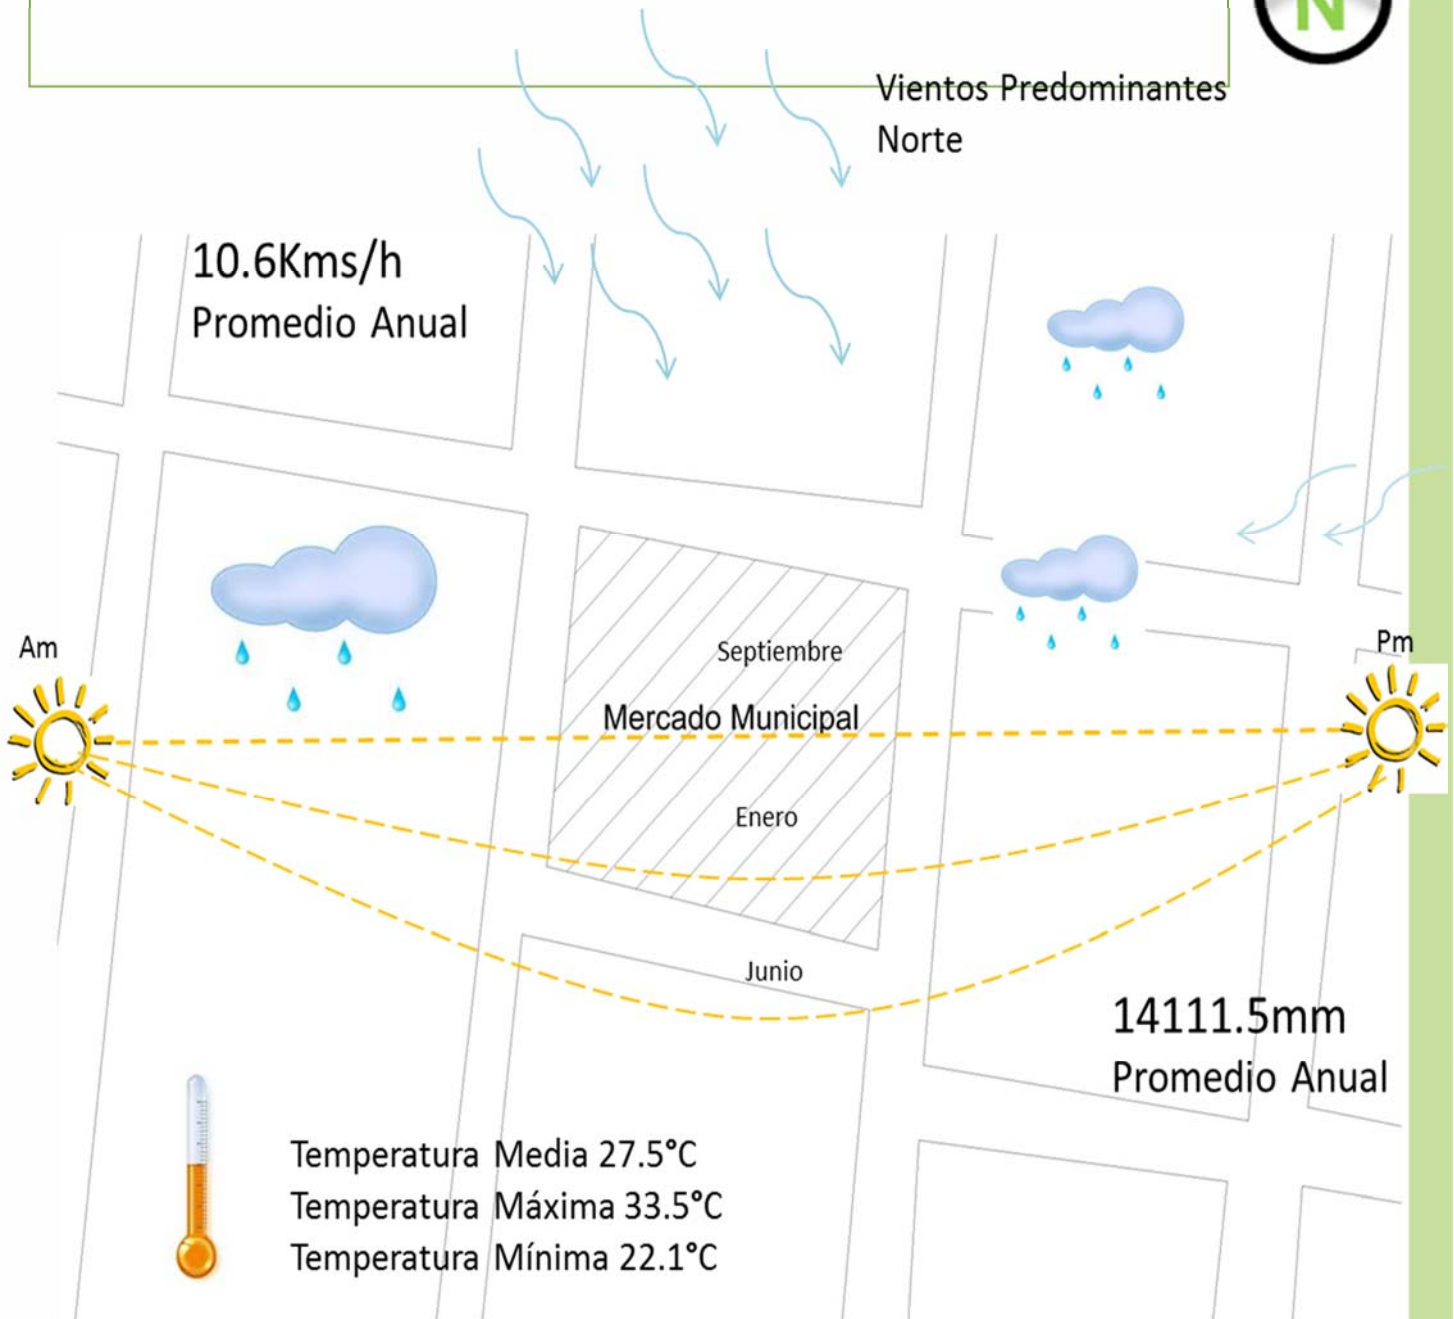 N
Vientos Predominantes
Norte
10.6Kms/h
Promedio Anual
Am
Pm
Septiembre
Mercado Municipal
Enero
Junio
14111.5mm
Promedio Anual
Temperatura Media 27.5°C
Temperatura Máxima 33.5°C
Temperatura Mínima 22.1°C